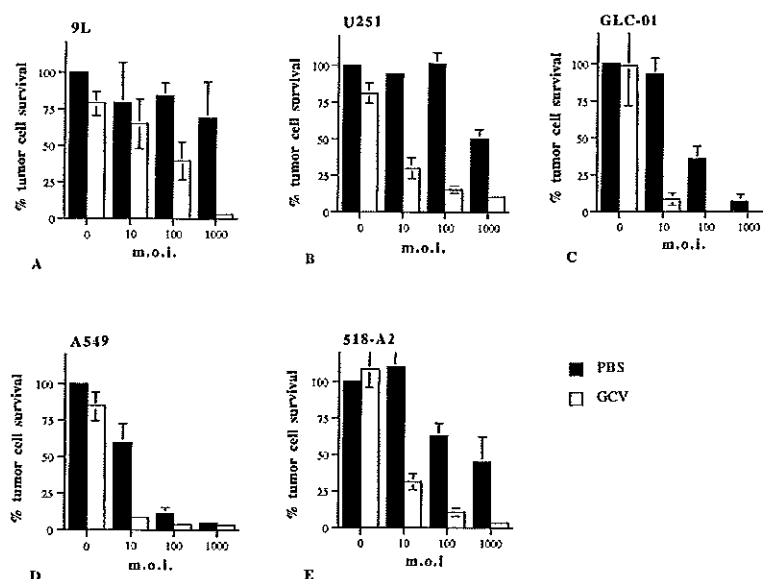 9L
% tumor cell survival
100
75
50
25
0
0 10 100 1000
m.o.i.
A
U251
% tumor cell survival
100
75
50
25
0
0 10 100 1000
m.o.i.
B
GLC-01
% tumor cell survival
100
75
50
25
0
0 10 100 1000
m.o.i.
C
A549
% tumor cell survival
100
75
50
25
0
0 10 100 1000
m.o.i.
D
518-A2
% tumor cell survival
100
75
50
25
0
0 10 100 1000
m.o.i
E
PBS
GCV